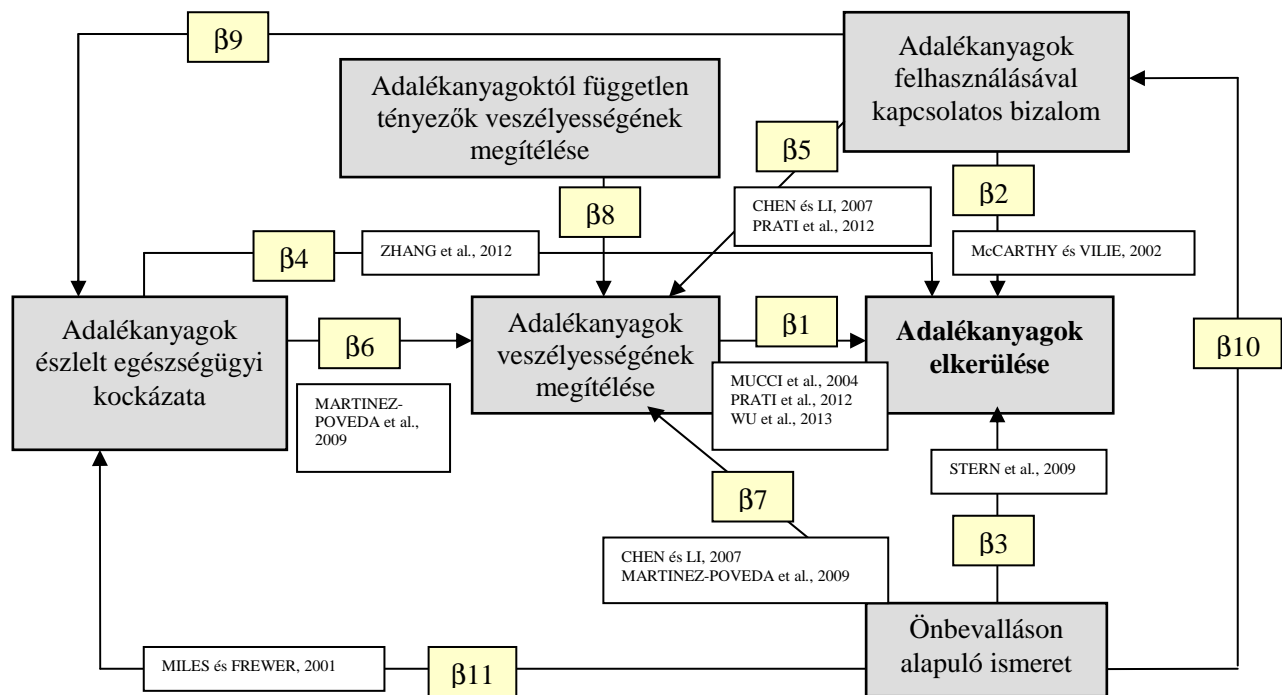 β9
Adalékanyagok
felhasználásával
kapcsolatos bizalom
Adalékanyagoktól független
tényezők veszélyességének
megítélése
β5
β2
β8
CHEN és LI, 2007
PRATI et al., 2012
β4
ZHANG et al., 2012
McCARTHY és VILIE, 2002
Adalékanyagok
észlelt egészségügyi
kockázata
β6
Adalékanyagok
veszélyességének
megítélése
β1
Adalékanyagok
elkerülése
β10
MARTINEZ-
POVEDA et al.,
2009
MUCCI et al., 2004
PRATI et al., 2012
WU et al., 2013
STERN et al., 2009
β7
β3
CHEN és LI, 2007
MARTINEZ-POVEDA et al., 2009
Önbevalláson
alapuló ismeret
MILES és FREWER, 2001
β11